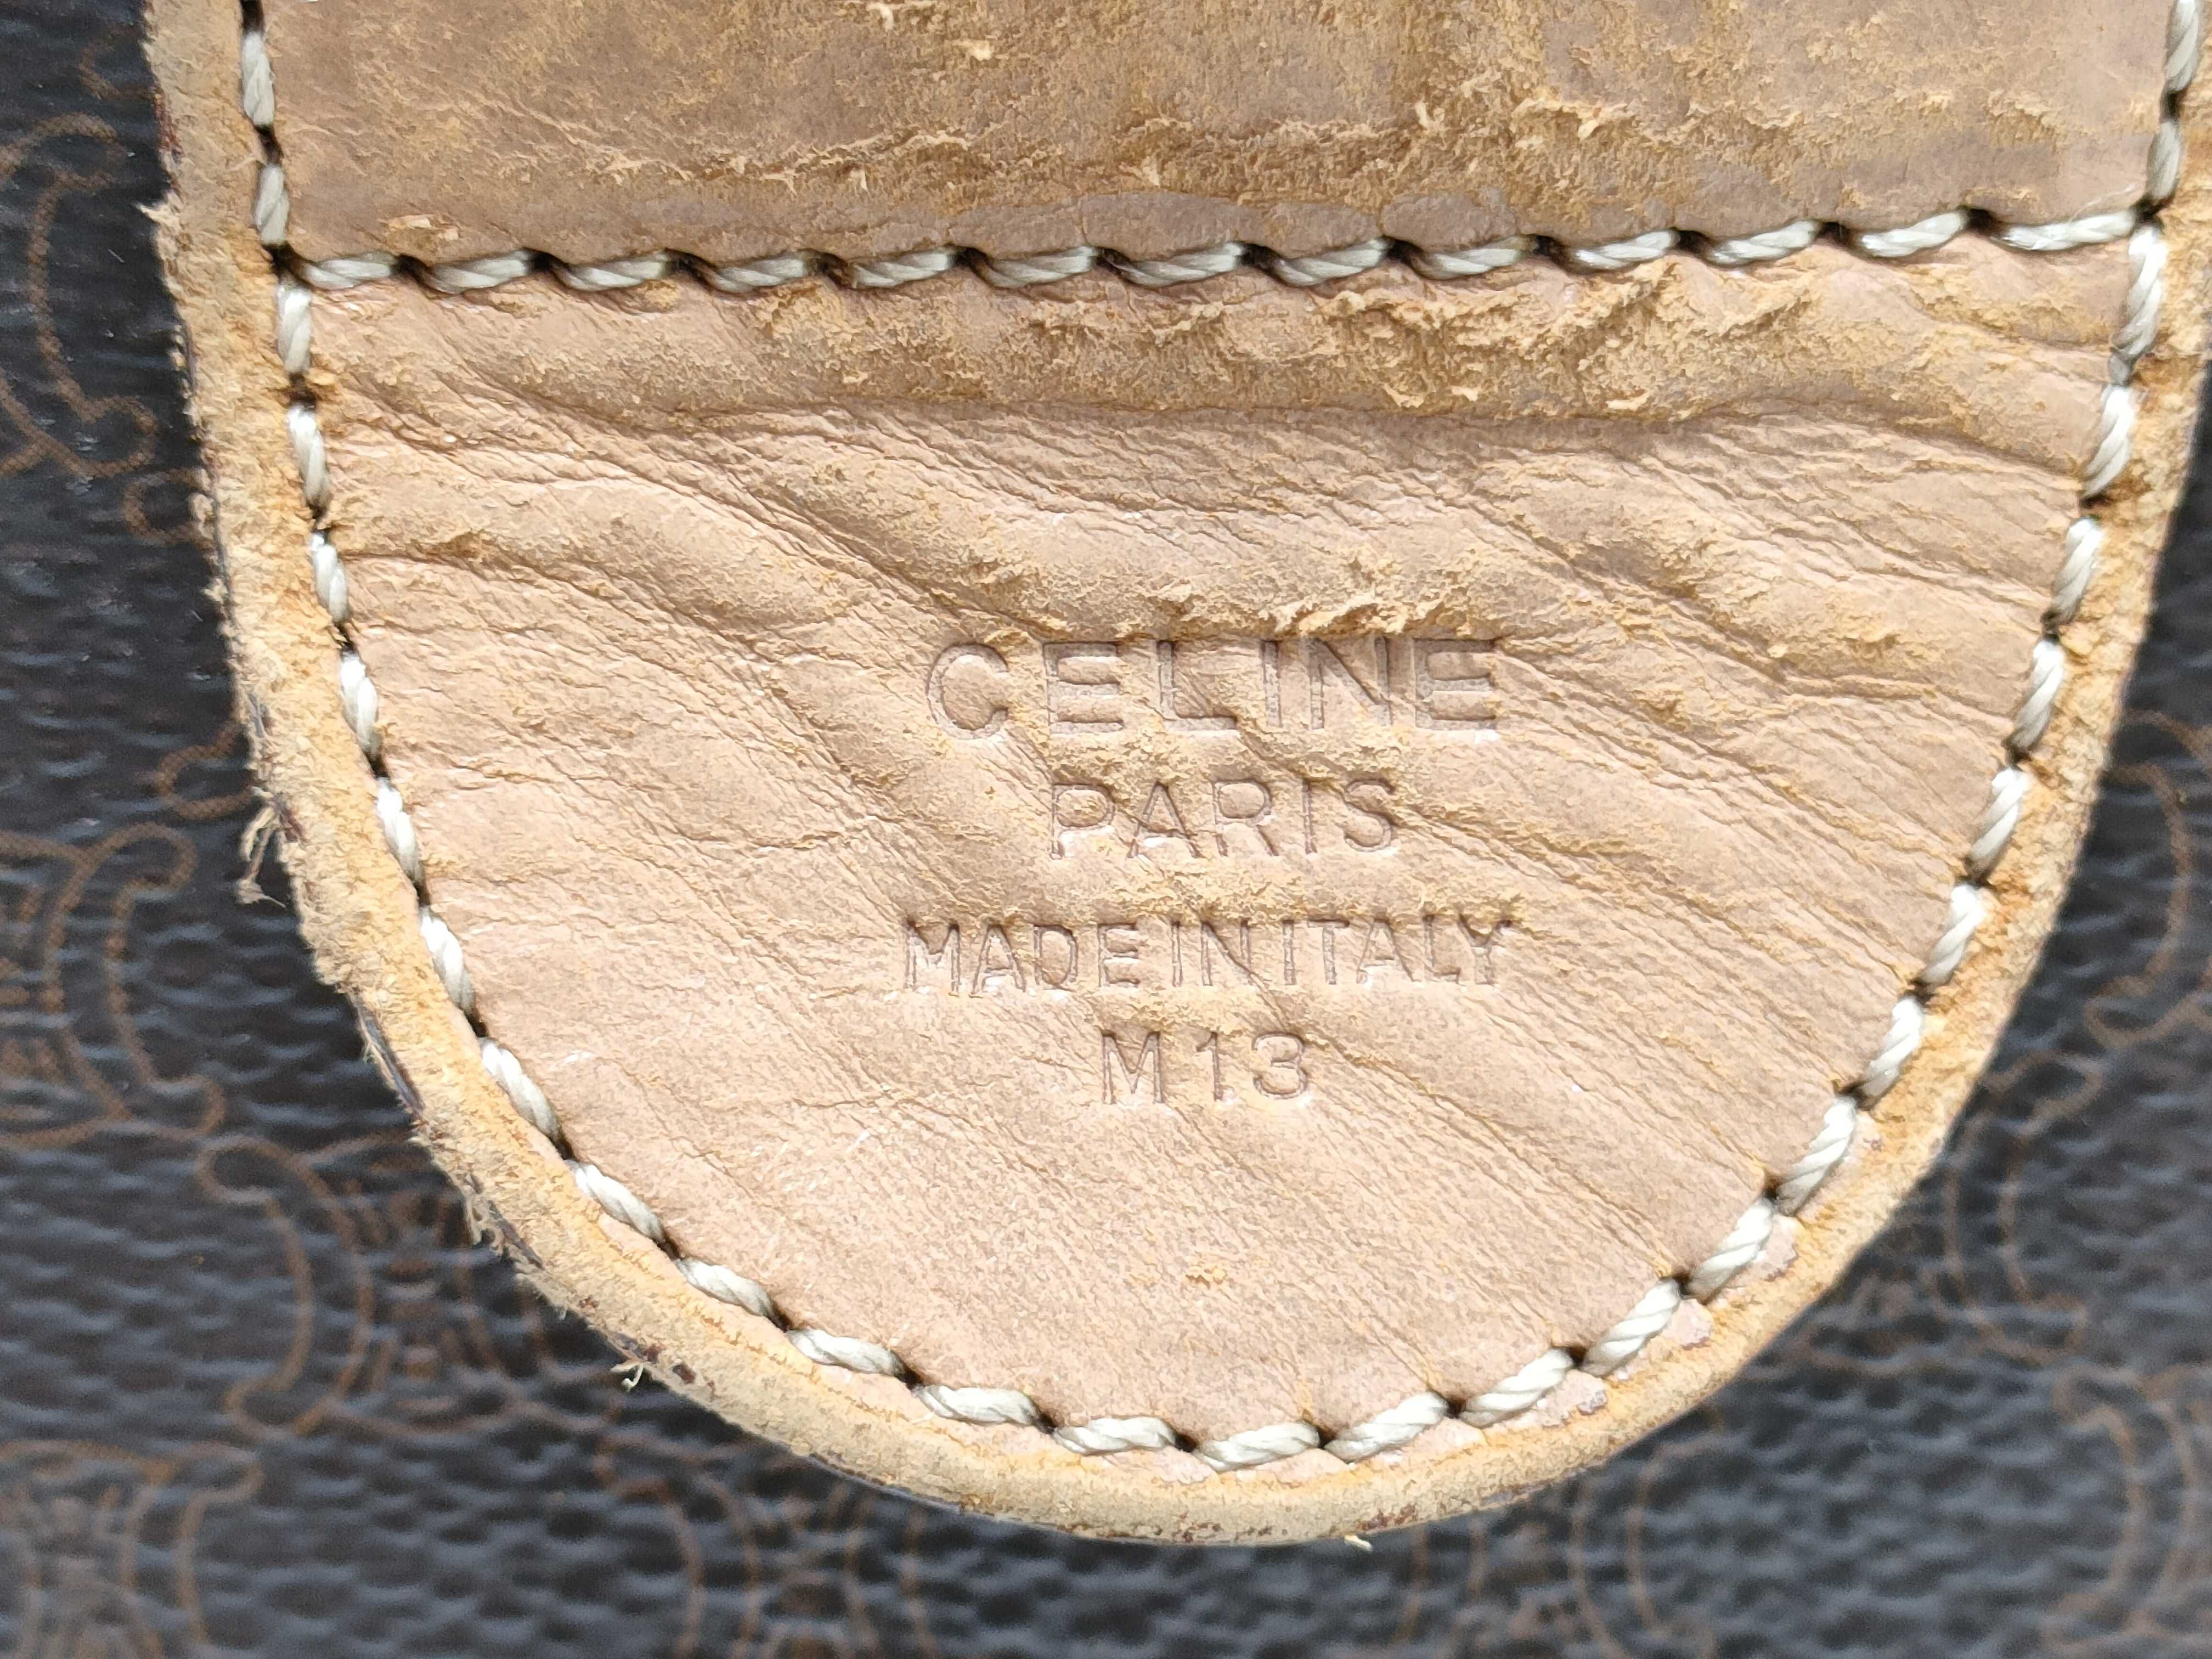 CELINE
PARIS
MADE IN ITALY
M13